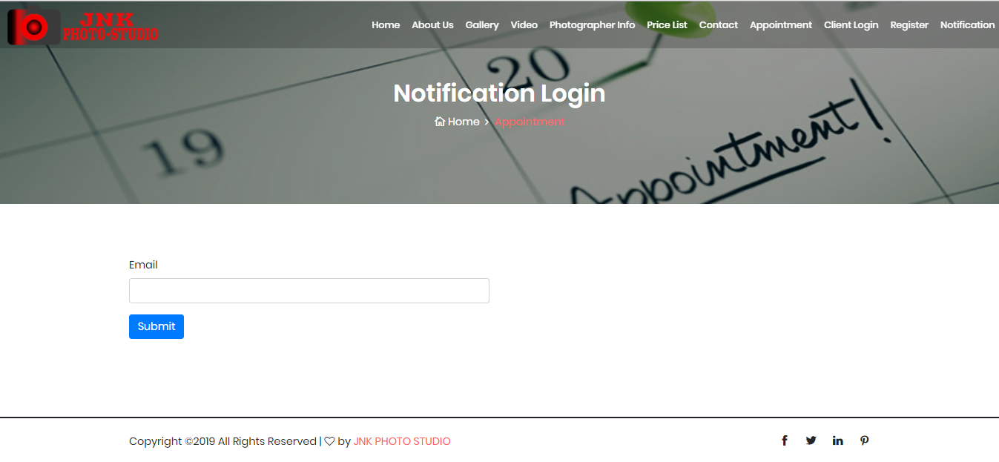 JNK
PHOTO-STUDIO
Home About Us Gallery Video Photographer Info Price List Contact Appointment Client Login Register Notification
20
Notification Login
Home > Appointment
19
Appointment!
Email
Submit
Copyright ©2019 All Rights Reserved | ♡ by JNK PHOTO STUDIO